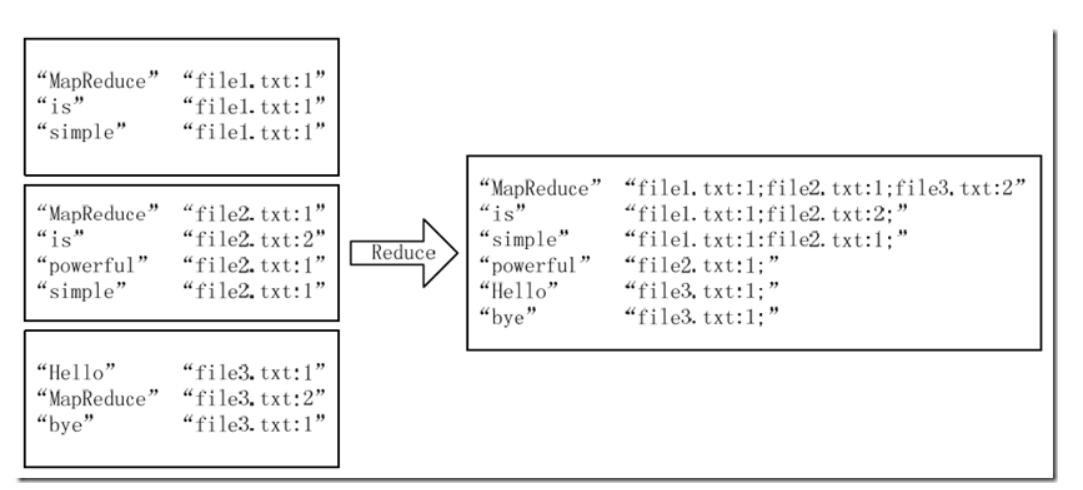 “MapReduce” “file1.txt:1”
“is” “file1.txt:1”
“simple” “file1.txt:1”
“MapReduce” “file2.txt:1”
“is” “file2.txt:2”
“powerful” “file2.txt:1”
“simple” “file2.txt:1”
“Hello” “file3.txt:1”
“MapReduce” “file3.txt:2”
“bye” “file3.txt:1”
Reduce
“MapReduce” “file1.txt:1;file2.txt:1;file3.txt:2”
“is” “file1.txt:1;file2.txt:2;”
“simple” “file1.txt:1:file2.txt:1;”
“powerful” “file2.txt:1;”
“Hello” “file3.txt:1;”
“bye” “file3.txt:1;”